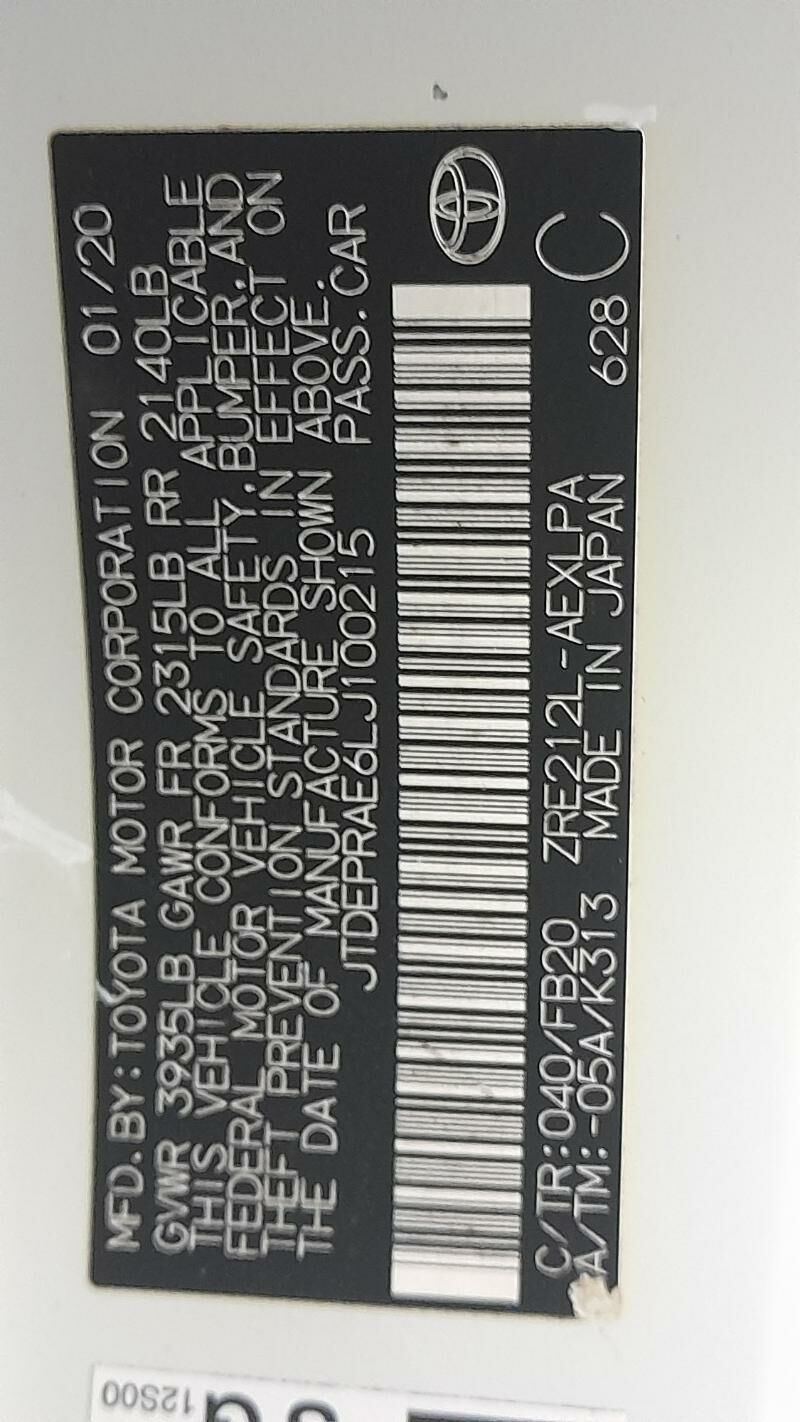 MFD. BY: TOYOTA MOTOR CORPORATION 01/20
GVWR 3935LB GAWR FR 2315LB RR 2140LB
THIS VEHICLE CONFORMS TO ALL APPLICABLE
FEDERAL MOTOR VEHICLE SAFETY, BUMPER, AND
THEFT PREVENTION STANDARDS IN EFFECT ON
THE DATE OF MANUFACTURE SHOWN ABOVE.
JTDEPRAE6LJ100215 PASS. CAR
C/TR: 040/FB20 ZRE212L-AEXLPA
A/TM: -05A/K313 MADE IN JAPAN 628 C
12S00